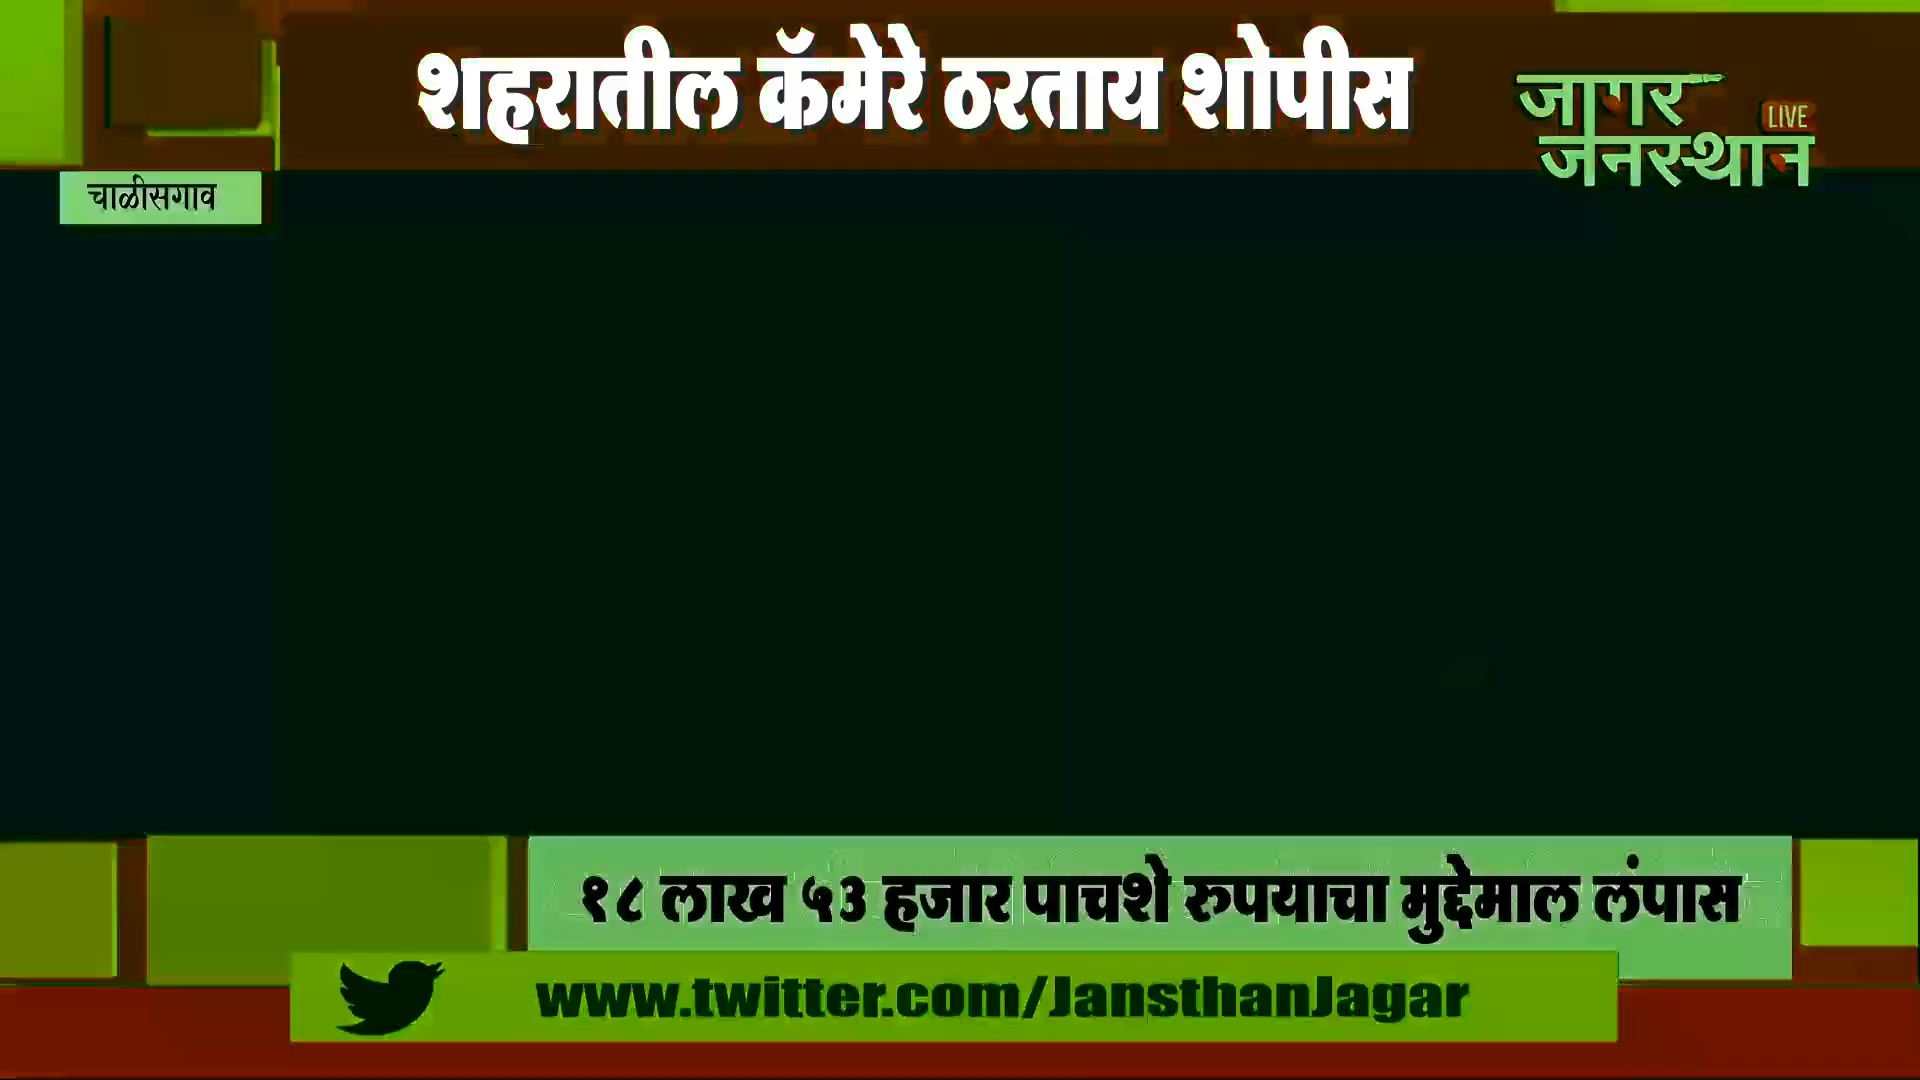 शहरातील कॅमेरे ठरताय शोपीस
जागर
LIVE
जनस्थान
चाळीसगाव
१८ लाख ५३ हजार पाचशे रुपयाचा मुद्देमाल लंपास
www.twitter.com/JansthanJagar